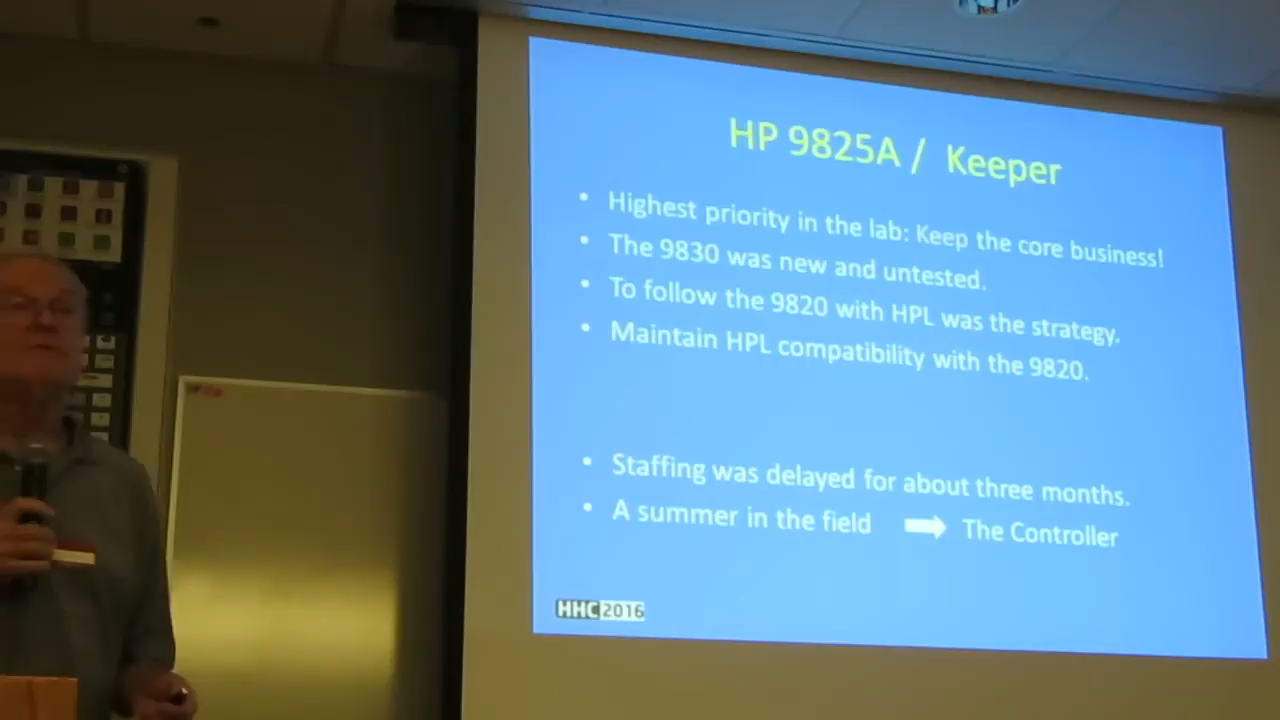 HP 9825A / Keeper
• Highest priority in the lab: Keep the core business!
• The 9830 was new and untested.
• To follow the 9820 with HPL was the strategy.
• Maintain HPL compatibility with the 9820.
• Staffing was delayed for about three months.
• A summer in the field ➡ The Controller
HHC 2016